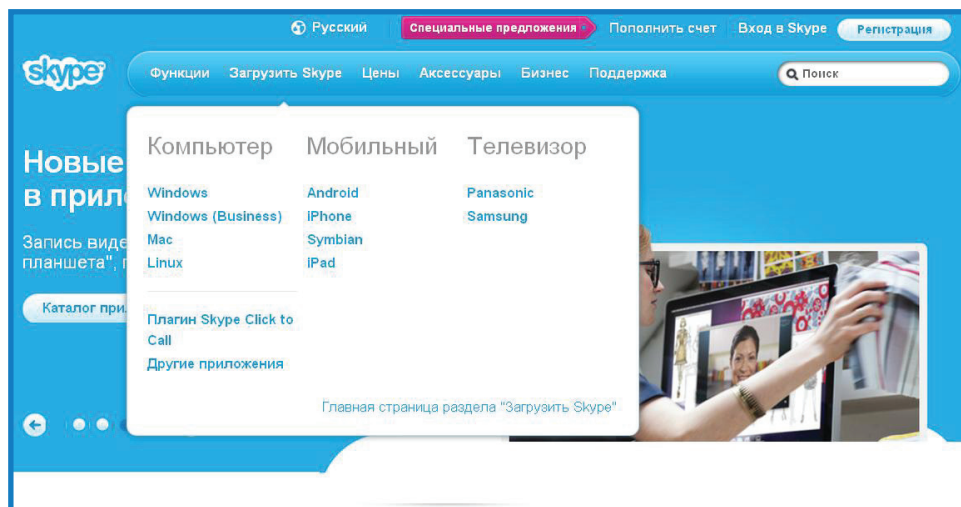 Русский
Специальные предложения
Пополнить счет
Вход в Skype
Регистрация
skype
Функции
Загрузить Skype
Цены
Аксессуары
Бизнес
Поддержка
Поиск
Новые
в прил
Запись виде
планшета", г
Каталог при.
Компьютер
Windows
Windows (Business)
Mac
Linux
Плагин Skype Click to
Call
Другие приложения
Мобильный
Android
iPhone
Symbian
iPad
Телевизор
Panasonic
Samsung
Главная страница раздела "Загрузить Skype"